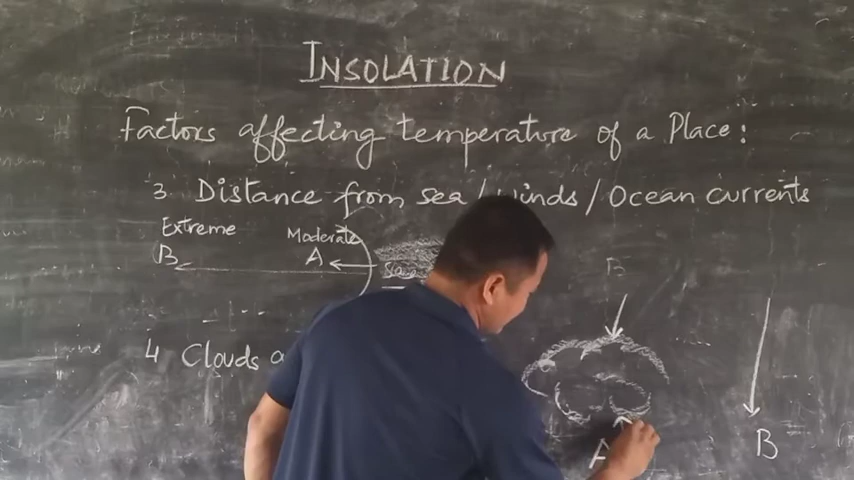 INSOLATION
Factors affecting temperature of a Place:
3 Distance from sea / winds / Ocean currents
Extreme
Moderate
B
A
Sea
B
4 Clouds a
A
B